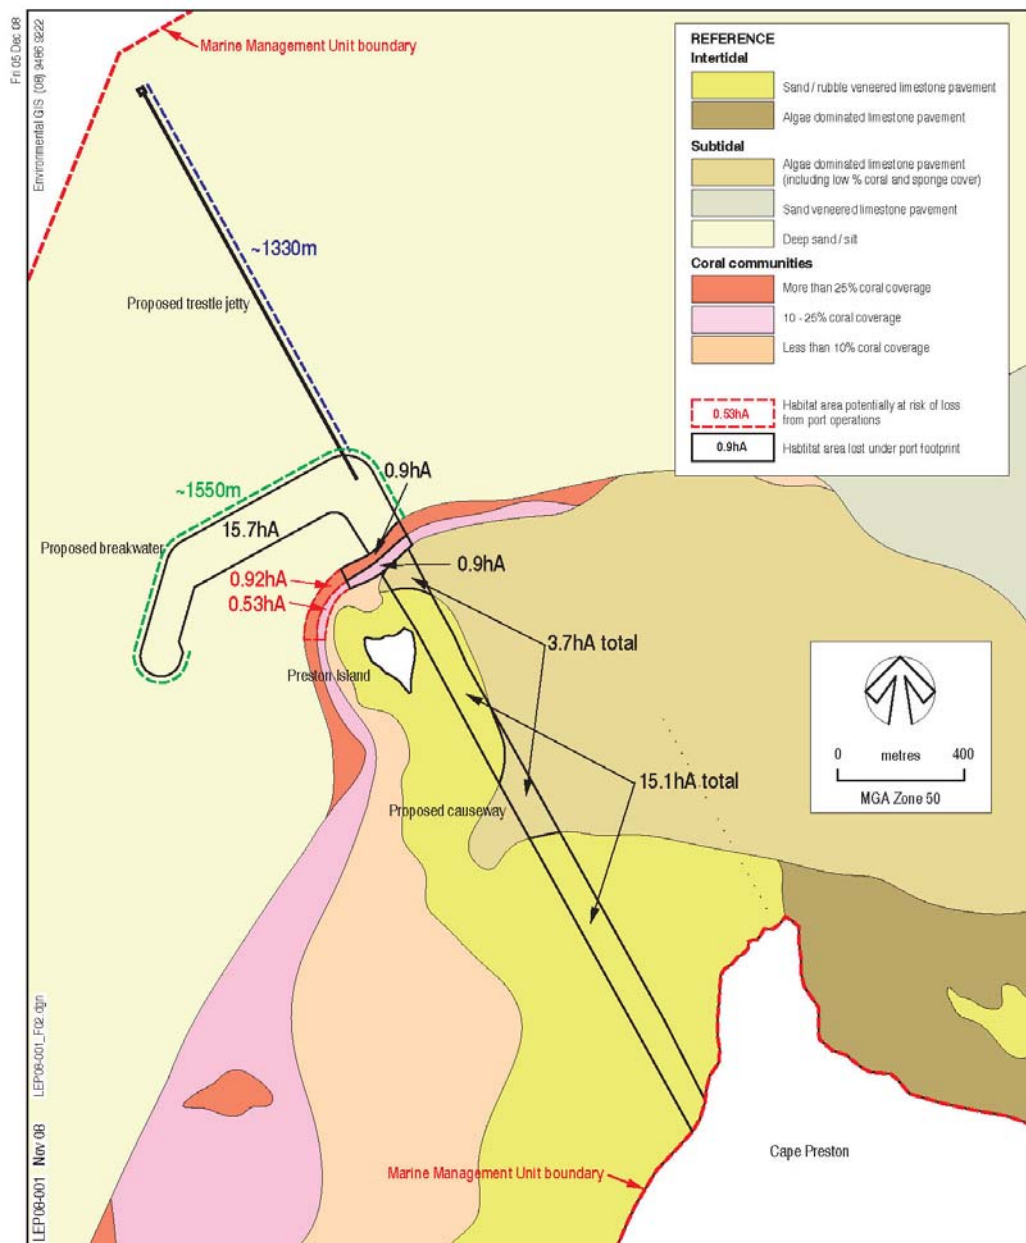 Fri 05 Dec 08
Environmental GIS (08) 9486 9222
LEP08-001 Nov 08 LEP08-001_F02.dgn
Marine Management Unit boundary
~1330m
Proposed trestle jetty
~1550m
15.7hA
Proposed breakwater
0.9hA
0.9hA
0.92hA
0.53hA
Preston Island
3.7hA total
15.1hA total
Proposed causeway
Marine Management Unit boundary
Cape Preston
REFERENCE
Intertidal
Sand / rubble veneered limestone pavement
Algae dominated limestone pavement
Subtidal
Algae dominated limestone pavement
(including low % coral and sponge cover)
Sand veneered limestone pavement
Deep sand / silt
Coral communities
More than 25% coral coverage
10 - 25% coral coverage
Less than 10% coral coverage
0.53hA
Habitat area potentially at risk of loss
from port operations
0.9hA
Habtitat area lost under port footprint
0 metres 400
MGA Zone 50